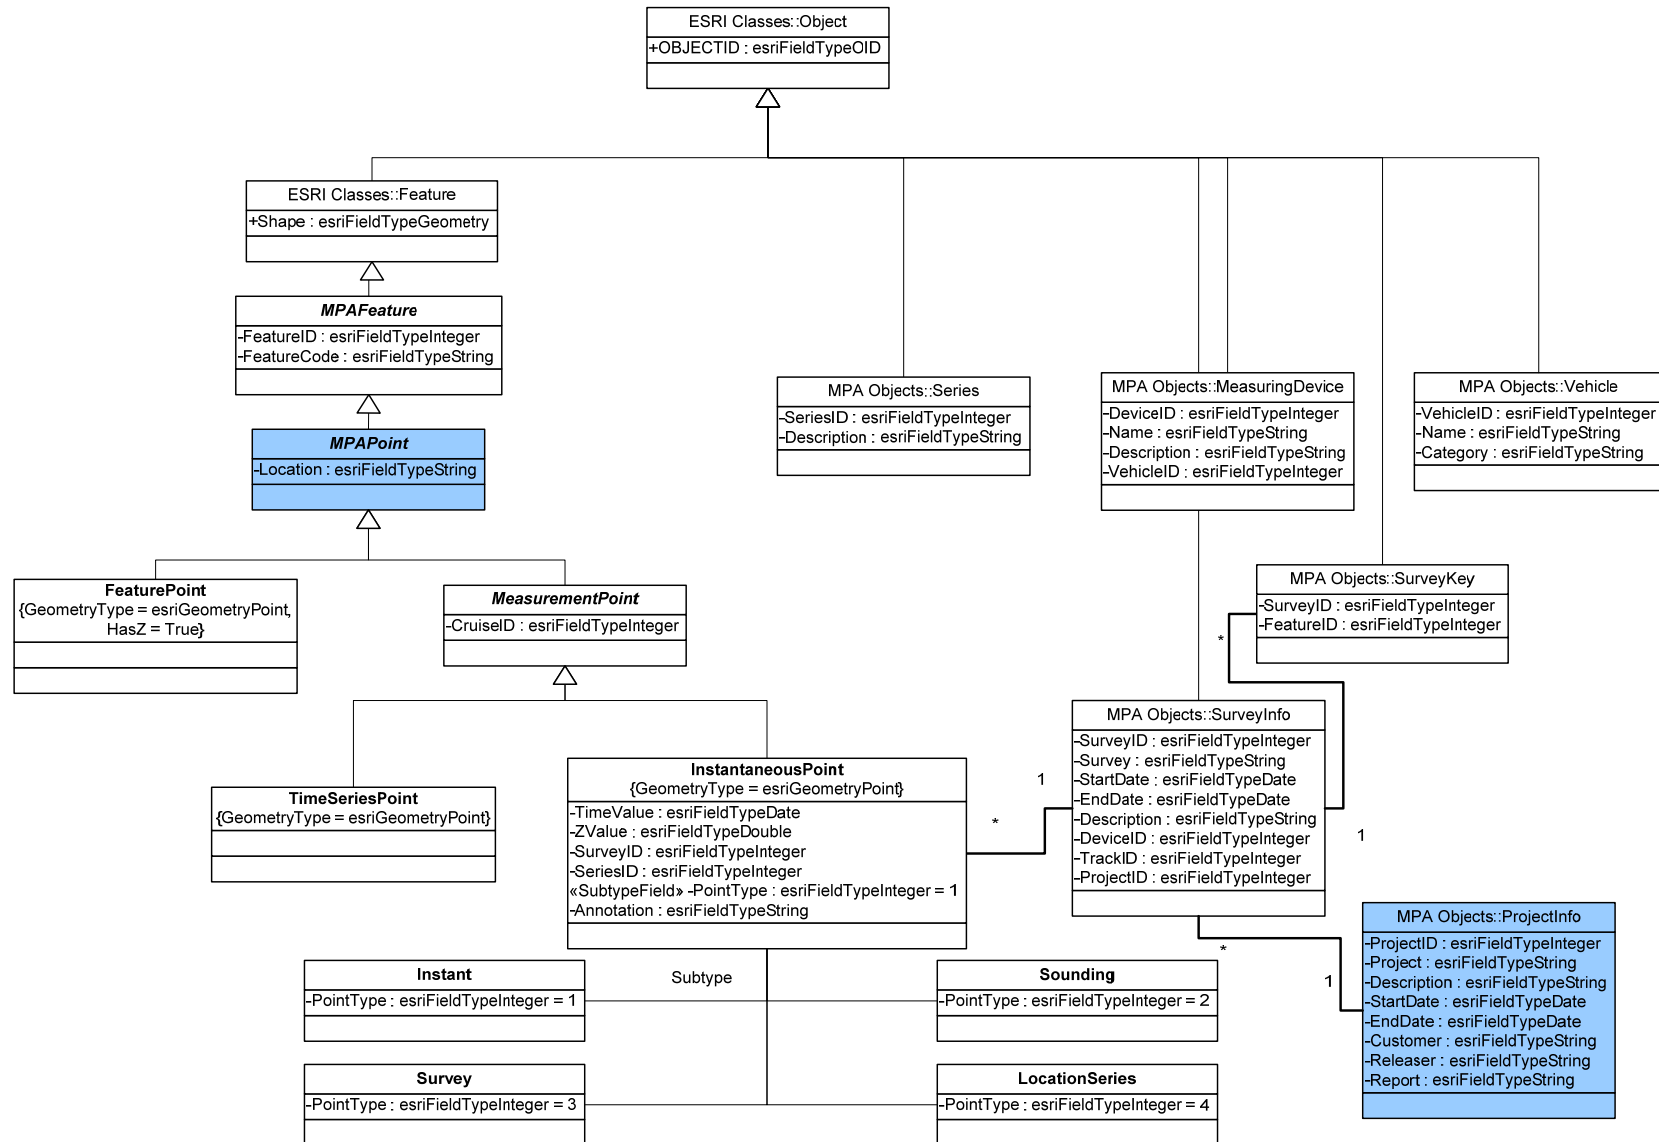 ESRI Classes::Object
+OBJECTID : esriFieldTypeOID
ESRI Classes::Feature
+Shape : esriFieldTypeGeometry
MPAFeature
-FeatureID : esriFieldTypeInteger
-FeatureCode : esriFieldTypeString
MPAPoint
-Location : esriFieldTypeString
MPA Objects::Series
-SeriesID : esriFieldTypeInteger
-Description : esriFieldTypeString
MPA Objects::MeasuringDevice
-DeviceID : esriFieldTypeInteger
-Name : esriFieldTypeString
-Description : esriFieldTypeString
-VehicleID : esriFieldTypeInteger
MPA Objects::Vehicle
-VehicleID : esriFieldTypeInteger
-Name : esriFieldTypeString
-Category : esriFieldTypeString
FeaturePoint
{GeometryType = esriGeometryPoint,
HasZ = True}
MeasurementPoint
-CruiseID : esriFieldTypeInteger
MPA Objects::SurveyKey
-SurveyID : esriFieldTypeInteger
-FeatureID : esriFieldTypeInteger
*
TimeSeriesPoint
{GeometryType = esriGeometryPoint}
InstantaneousPoint
{GeometryType = esriGeometryPoint}
-TimeValue : esriFieldTypeDate
-ZValue : esriFieldTypeDouble
-SurveyID : esriFieldTypeInteger
-SeriesID : esriFieldTypeInteger
«SubtypeField» -PointType : esriFieldTypeInteger = 1
-Annotation : esriFieldTypeString
*
1
MPA Objects::SurveyInfo
-SurveyID : esriFieldTypeInteger
-Survey : esriFieldTypeString
-StartDate : esriFieldTypeDate
-EndDate : esriFieldTypeDate
-Description : esriFieldTypeString
-DeviceID : esriFieldTypeInteger
-TrackID : esriFieldTypeInteger
-ProjectID : esriFieldTypeInteger
1
*
1
MPA Objects::ProjectInfo
-ProjectID : esriFieldTypeInteger
-Project : esriFieldTypeString
-Description : esriFieldTypeString
-StartDate : esriFieldTypeDate
-EndDate : esriFieldTypeDate
-Customer : esriFieldTypeString
-Releaser : esriFieldTypeString
-Report : esriFieldTypeString
Subtype
Instant
-PointType : esriFieldTypeInteger = 1
Sounding
-PointType : esriFieldTypeInteger = 2
Survey
-PointType : esriFieldTypeInteger = 3
LocationSeries
-PointType : esriFieldTypeInteger = 4